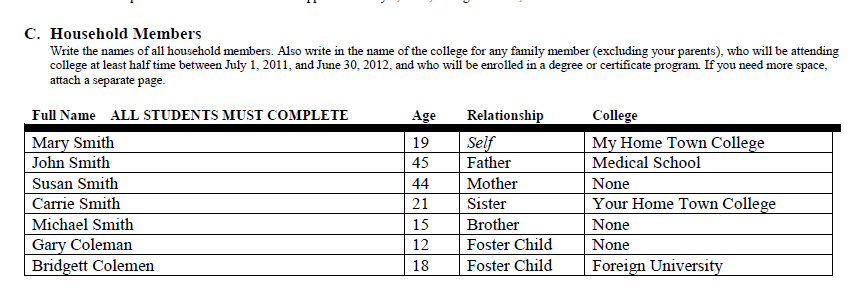 C. Household Members
Write the names of all household members. Also write in the name of the college for any family member (excluding your parents), who will be attending
college at least half time between July 1, 2011, and June 30, 2012, and who will be enrolled in a degree or certificate program. If you need more space,
attach a separate page.
Full Name ALL STUDENTS MUST COMPLETE Age Relationship College
Mary Smith 19 Self My Home Town College
John Smith 45 Father Medical School
Susan Smith 44 Mother None
Carrie Smith 21 Sister Your Home Town College
Michael Smith 15 Brother None
Gary Coleman 12 Foster Child None
Bridgett Colemen 18 Foster Child Foreign University